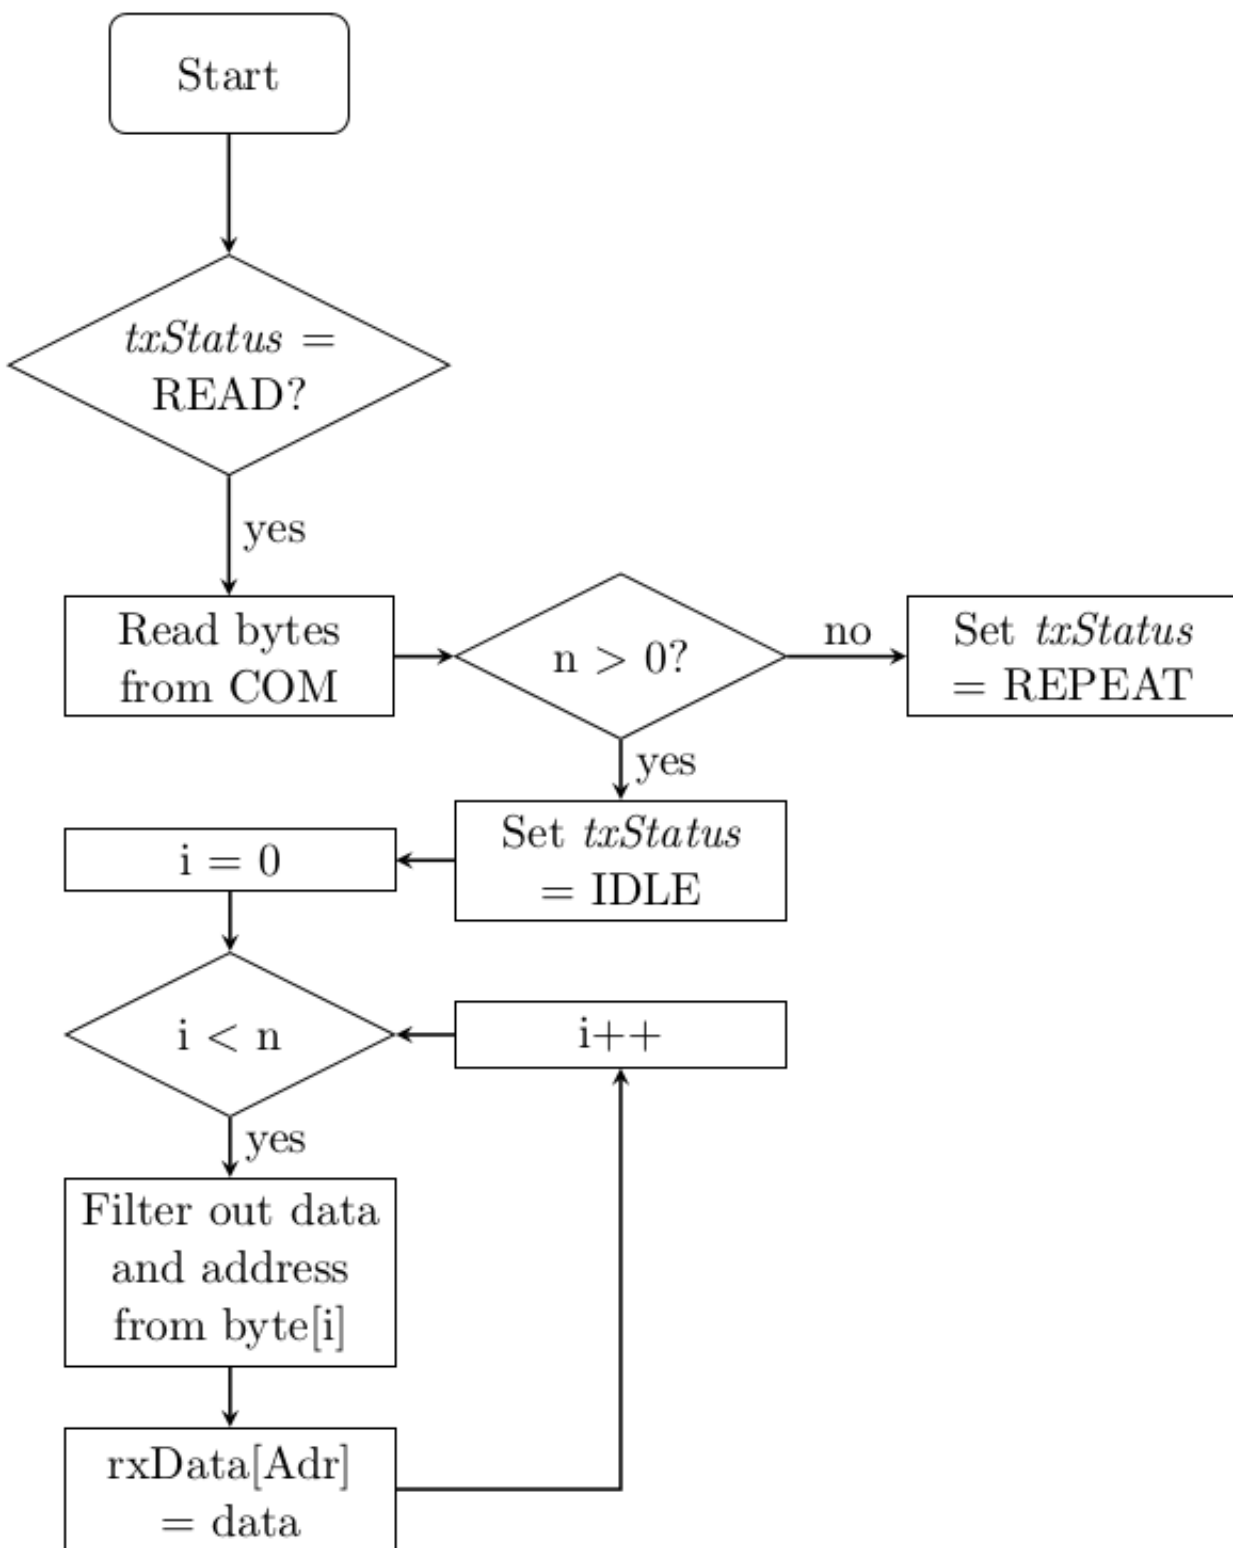 Start
txStatus =
READ?
yes
Read bytes
from COM
n > 0?
no
Set txStatus
= REPEAT
yes
Set txStatus
= IDLE
i = 0
i < n
i++
yes
Filter out data
and address
from byte[i]
rxData[Adr]
= data